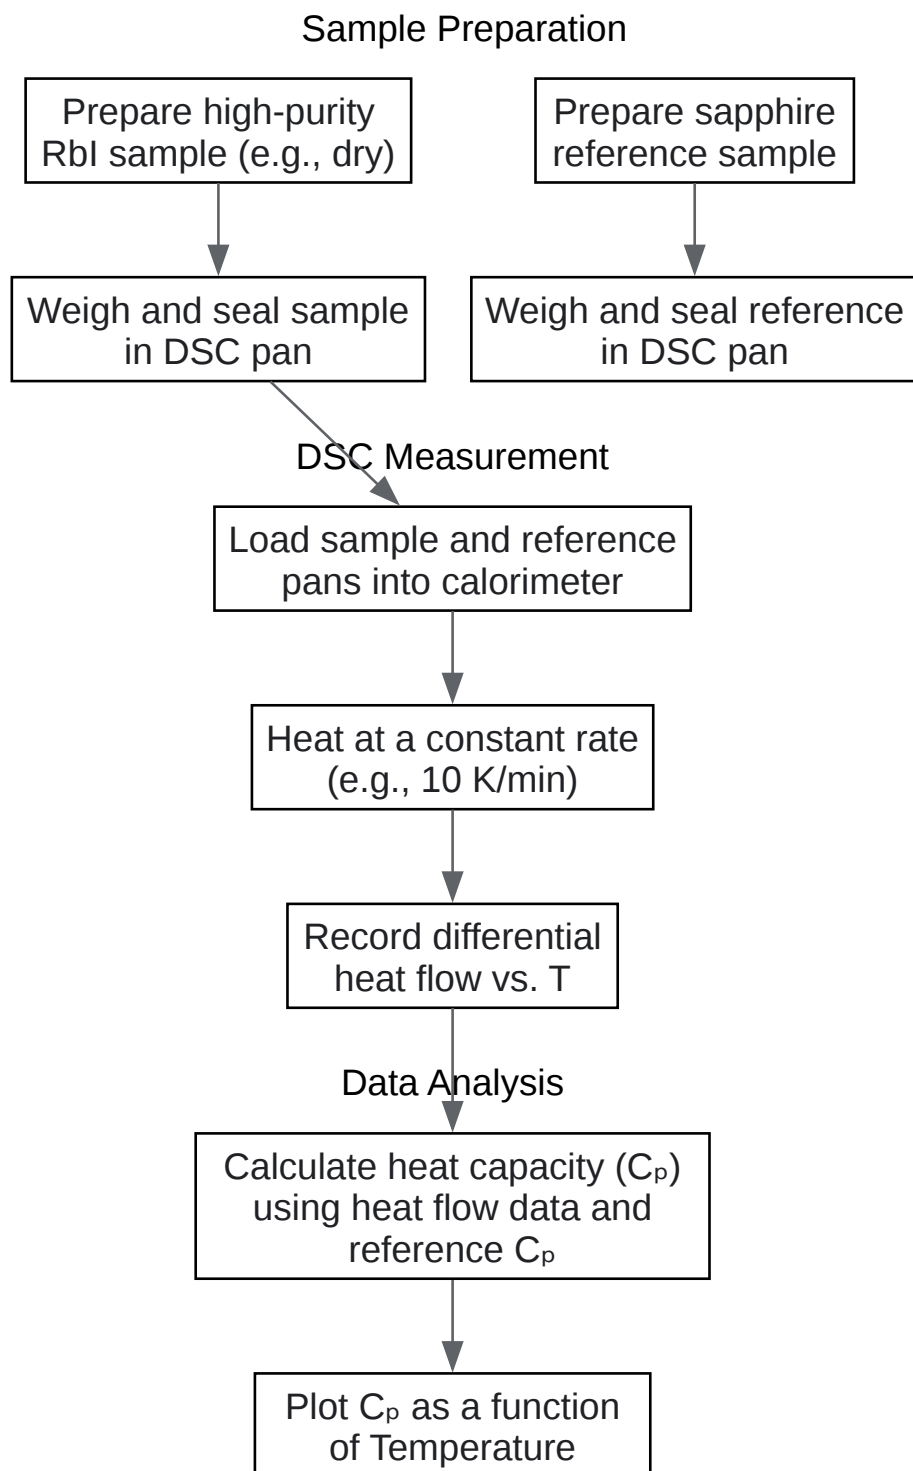 Sample Preparation
Prepare high-purity
RbI sample (e.g., dry)
Prepare sapphire
reference sample
Weigh and seal sample
in DSC pan
Weigh and seal reference
in DSC pan
DSC Measurement
Load sample and reference
pans into calorimeter
Heat at a constant rate
(e.g., 10 K/min)
Record differential
heat flow vs. T
Data Analysis
Calculate heat capacity (Cₚ)
using heat flow data and
reference Cₚ
Plot Cₚ as a function
of Temperature